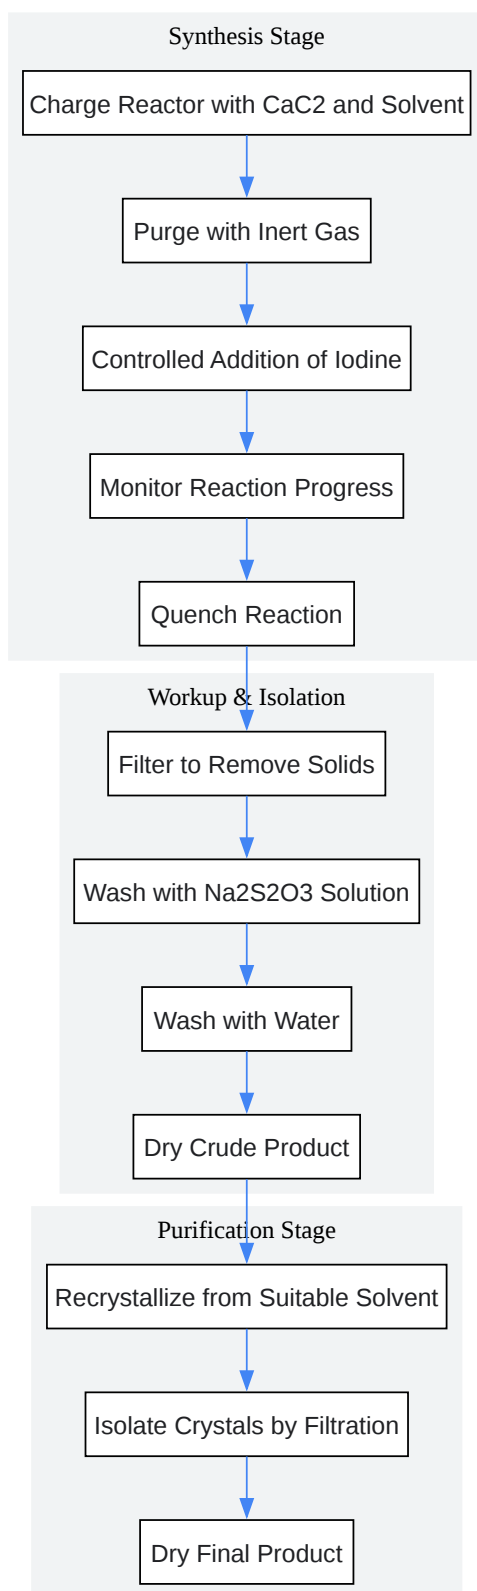 Synthesis Stage
Charge Reactor with CaC2 and Solvent
Purge with Inert Gas
Controlled Addition of Iodine
Monitor Reaction Progress
Quench Reaction
Workup & Isolation
Filter to Remove Solids
Wash with Na2S2O3 Solution
Wash with Water
Dry Crude Product
Purification Stage
Recrystallize from Suitable Solvent
Isolate Crystals by Filtration
Dry Final Product